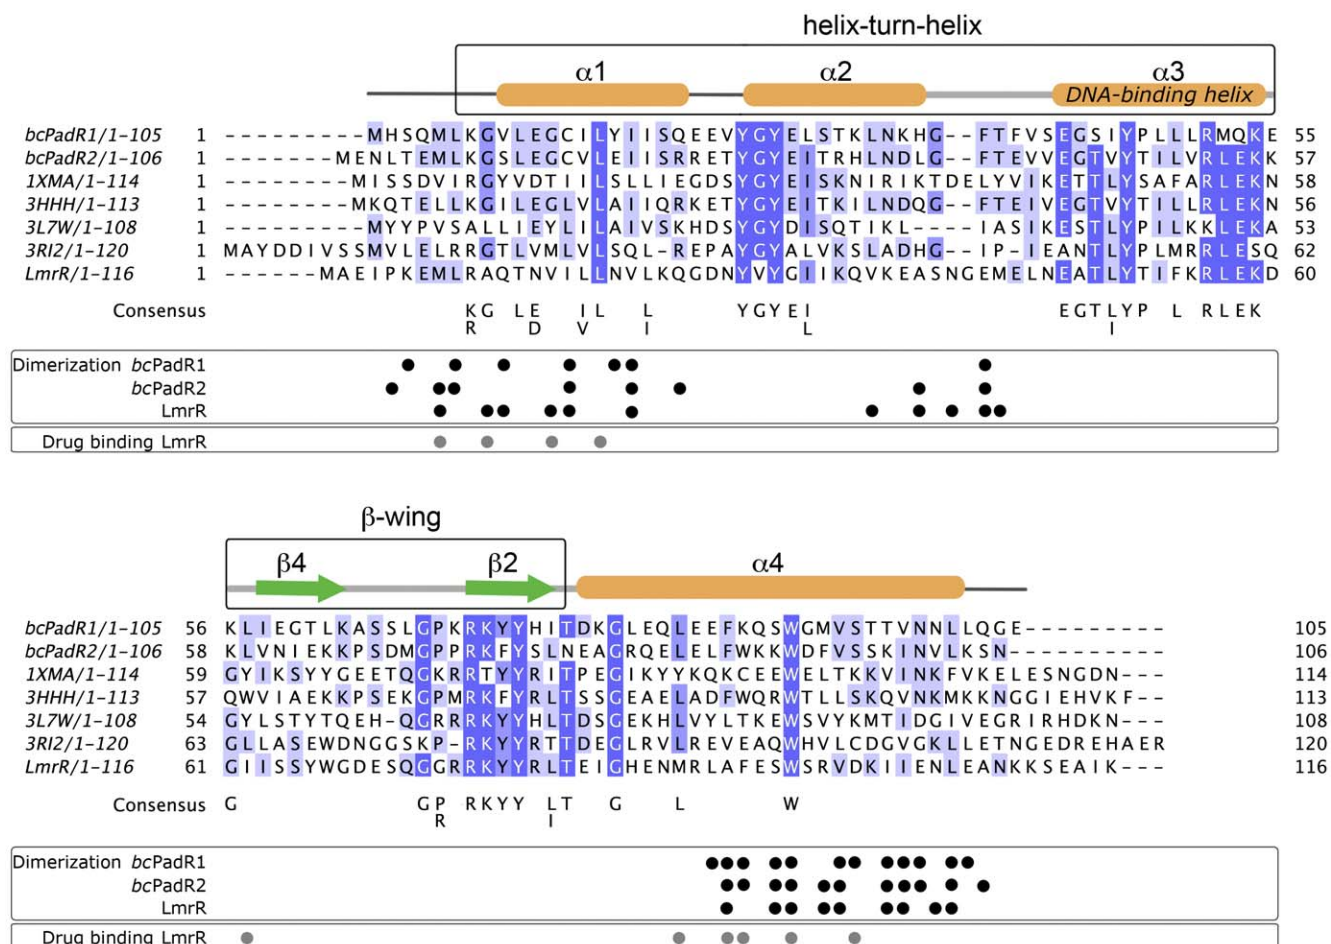 helix-turn-helix
α1 α2 α3
DNA-binding helix
bcPadR1/1-105 1 ---------MHSQMLKGVLEGCILYIISQEEVYGYELSTKLNKHG--FTFVSEGSIYPLLLRMQKE 55
bcPadR2/1-106 1 -------MENLTEMLKGSLEGCVLEIISRRETYGYEITRHLNDLG--FTEVVEGTVYTILVRLEKK 57
1XMA/1-114 1 --------MISSDVIRGYVDTIILSLLIEGDSYGYEISKNIRIKTDELYVIKETTLYSAFARLEKN 58
3HHH/1-113 1 --------MKQTELLKGILEGLVLAIIQRKETYGYEITKILNDQG--FTEIVEGTVYTILLRLEKN 56
3L7W/1-108 1 ---------MYYPVSALLIEYLILAIVSKHDSYGYDISQTIKL----IASIKESTLYPILKKLEKA 53
3RI2/1-120 1 MAYDDIVSSMVLELRRGTLVMLVLSQL-REPAYGYALVKSLADHG--IP-IEANTLYPLMRRLESQ 62
LmrR/1-116 1 ------MAEIPKEMLRAQTNVILLNVLKQGDNYVYGIIKQVKEASNGEMELNEATLYTIFKRLEKD 60
Consensus KG LE IL L YGYEI EGTLYP L RLEK
R D V I L I
Dimerization bcPadR1
bcPadR2
LmrR
Drug binding LmrR
β-wing
β4 β2 α4
bcPadR1/1-105 56 KLIEGTLKASSLGPKRKYYHITDKGLEQLEEFKQSWGMVSTTVNNLLQGE--------- 105
bcPadR2/1-106 58 KLVNIEKKPSDMGPPRKFYSLNEAGRQELELFWKKWDFVSSKINVLKSN---------- 106
1XMA/1-114 59 GYIKSYYGEETQGKRRTYYRITPEGIKYYKQKCEEWELTKKVINKFVKELESNGDN--- 114
3HHH/1-113 57 QWVIAEKKPSEKGPMRKFYRLTSSGEAELADFWQRWTLLSKQVNKMKKNGGIEHVKF-- 113
3L7W/1-108 54 GYLSTYTQEH-QGRRRKYYHLTDSGEKHLVYLTKEWSVYKMTIDGIVEGRIRHDKN--- 108
3RI2/1-120 63 GLLASEWDNGGSKP-RKYYRTTDEGLRVLREVEAQWHVLCDGVGKLLETNGEDREHAER 120
LmrR/1-116 61 GIISSYWGDESQGGRRKYYRLTEIGHENMRLAFESWSRVDKIIENLEANKKSEAIK--- 116
Consensus G GP RKYY LT G L W
R I
Dimerization bcPadR1
bcPadR2
LmrR
Drug binding LmrR